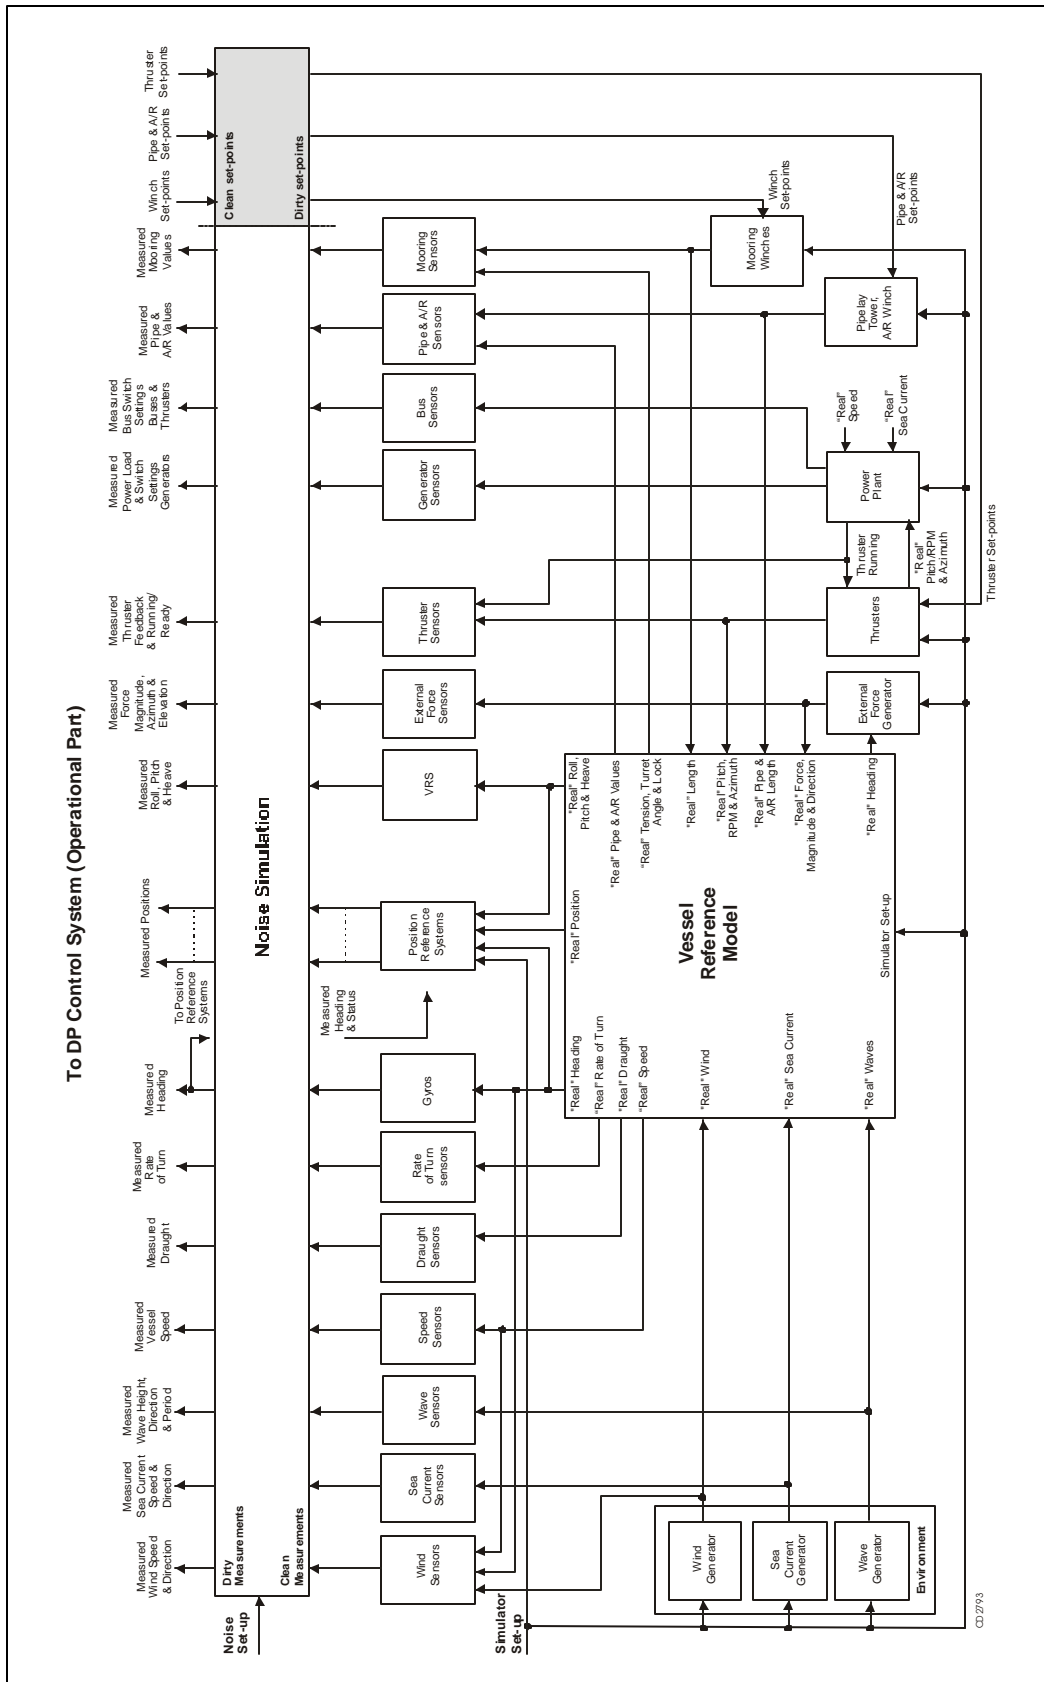 To DP Control System (Operational Part)
Measured
Wind Speed
& Direction
Measured
Sea Current
Speed &
Direction
Measured
Wave Height,
Direction
& Period
Measured
Vessel
Speed
Measured
Draught
Measured
Rate
of Turn
Measured
Heading
To Position
Reference
Systems
Measured Positions
Measured
Roll, Pitch
& Heave
Measured
Force
Magnitude,
Azimuth &
Elevation
Measured
Thruster
Feedback
& Running/
Ready
Measured
Power Load
& Switch
Settings
Generators
Measured
Bus Switch
Settings
Buses &
Thrusters
Measured
Pipe &
A/R Values
Measured
Mooring
Values
Winch
Set-points
Pipe & A/R
Set-points
Thruster
Set-points
Noise
Set-up
Dirty
Measurements
Clean
Measurements
Noise Simulation
Clean set-points
Dirty set-points
Wind
Sensors
Sea
Current
Sensors
Wave
Sensors
Speed
Sensors
Draught
Sensors
Rate
of Turn
sensors
Gyros
Measured
Heading
& Status
Position
Reference
Systems
VRS
External
Force
Sensors
Thruster
Sensors
Generator
Sensors
Bus
Sensors
Pipe & A/R
Sensors
Mooring
Sensors
Simulator
Set-up
"Real" Heading
"Real" Rate of Turn
"Real" Draught
"Real" Speed
"Real" Wind
"Real" Sea Current
"Real" Waves
"Real" Position
Vessel
Reference
Model
Simulator Set-up
"Real" Roll,
Pitch & Heave
"Real" Pipe & A/R Values
"Real" Tension, Turret
Angle & Lock
"Real" Length
"Real" Pitch,
RPM & Azimuth
"Real" Pipe &
A/R Length
"Real" Force,
Magnitude & Direction
"Real" Heading
Wind
Generator
Sea
Current
Generator
Wave
Generator
Environment
External
Force
Generator
Thrusters
Thruster
Running
"Real"
Pitch/RPM
& Azimuth
Power
Plant
"Real"
Speed
"Real"
Sea Current
Pipelay
Tower,
A/R Winch
Mooring
Winches
Winch
Set-points
Pipe & A/R
Set-points
Thruster Set-points
CD2793